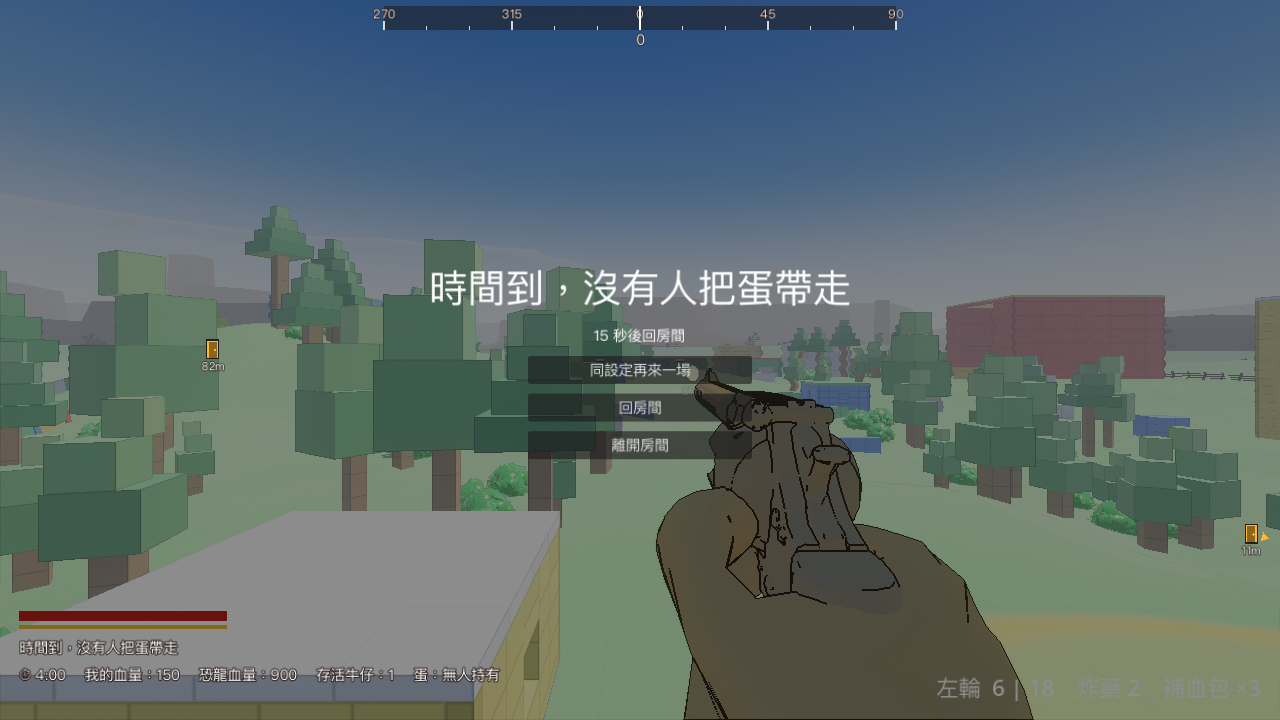 270 315 0 45 90
0
時間到，沒有人把蛋帶走
15 秒後回房間
82m
同設定再來一場
回房間
離開房間
11m
時間到，沒有人把蛋帶走
4:00 我的血量：150 恐龍血量：900 存活牛仔：1 蛋：無人持有
左輪 6 | 18 炸藥 2 補血包 ×3